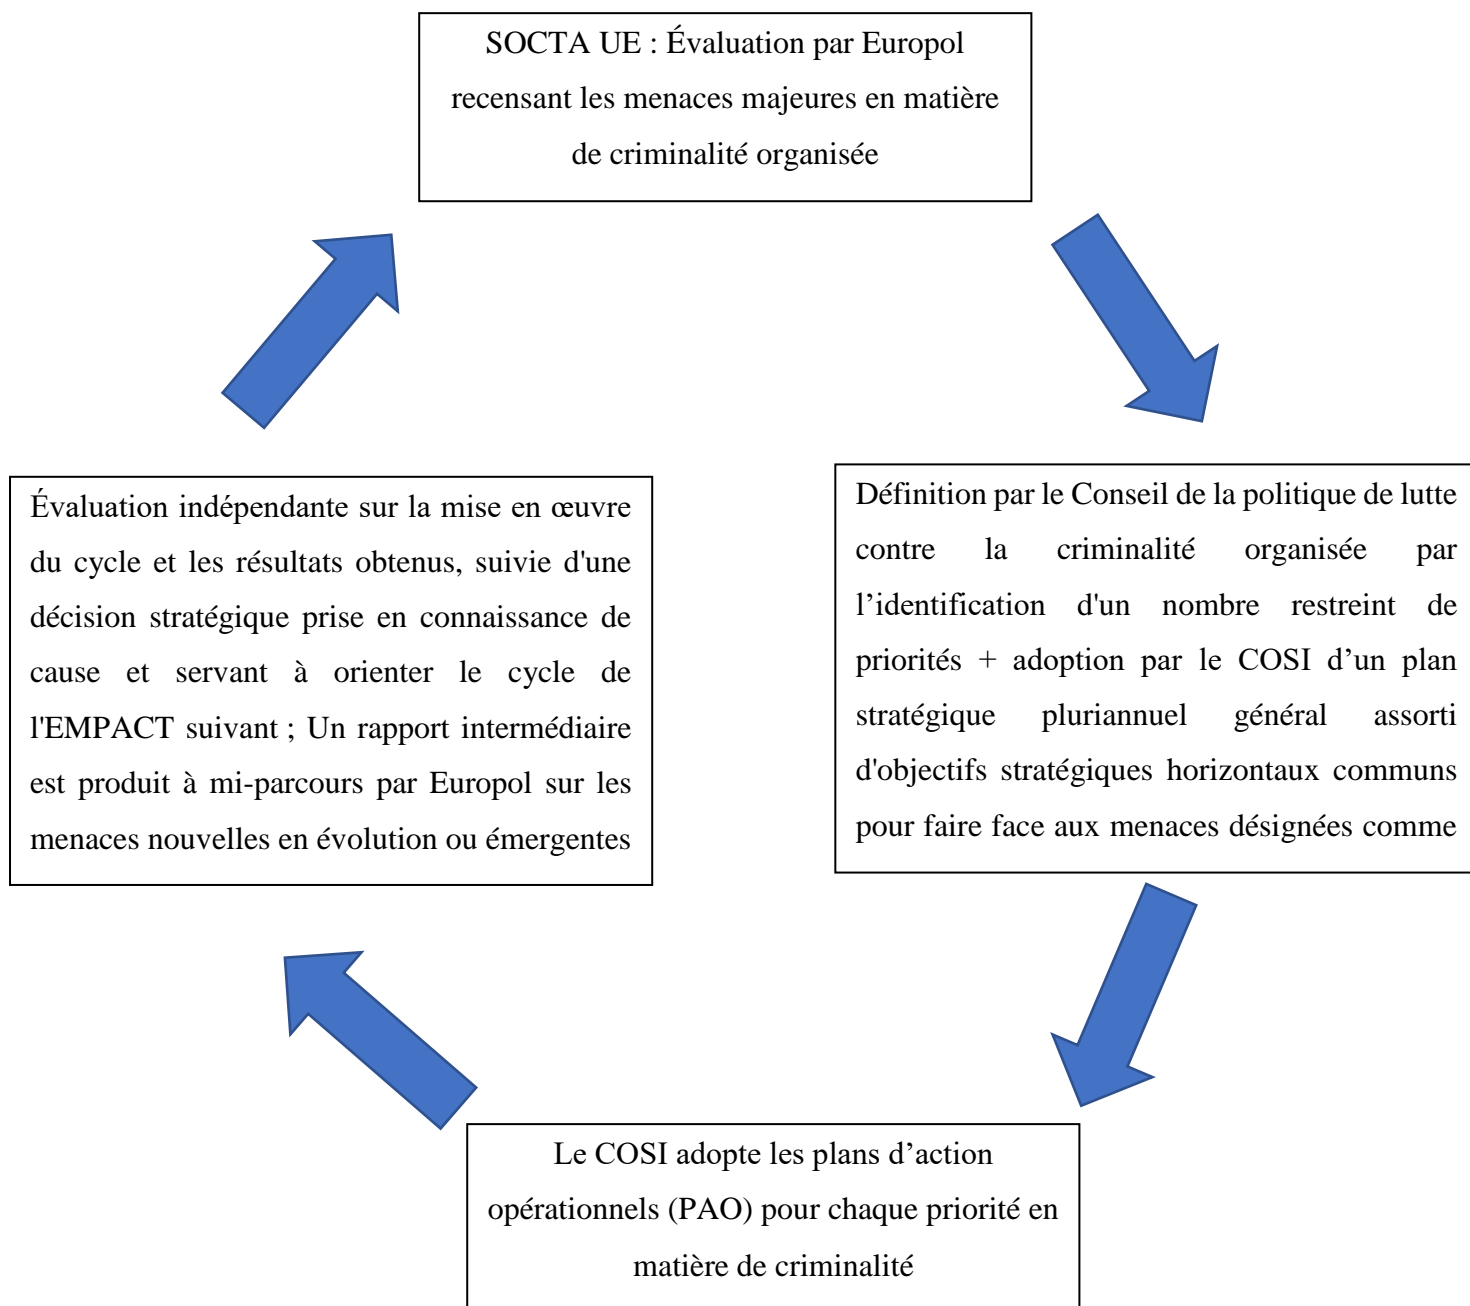 SOCTA UE : Évaluation par Europol
recensant les menaces majeures en matière
de criminalité organisée
Évaluation indépendante sur la mise en œuvre
du cycle et les résultats obtenus, suivie d'une
décision stratégique prise en connaissance de
cause et servant à orienter le cycle de
l'EMPACT suivant ; Un rapport intermédiaire
est produit à mi-parcours par Europol sur les
menaces nouvelles en évolution ou émergentes
Définition par le Conseil de la politique de lutte
contre la criminalité organisée par
l’identification d'un nombre restreint de
priorités + adoption par le COSI d’un plan
stratégique pluriannuel général assorti
d'objectifs stratégiques horizontaux communs
pour faire face aux menaces désignées comme
Le COSI adopte les plans d’action
opérationnels (PAO) pour chaque priorité en
matière de criminalité